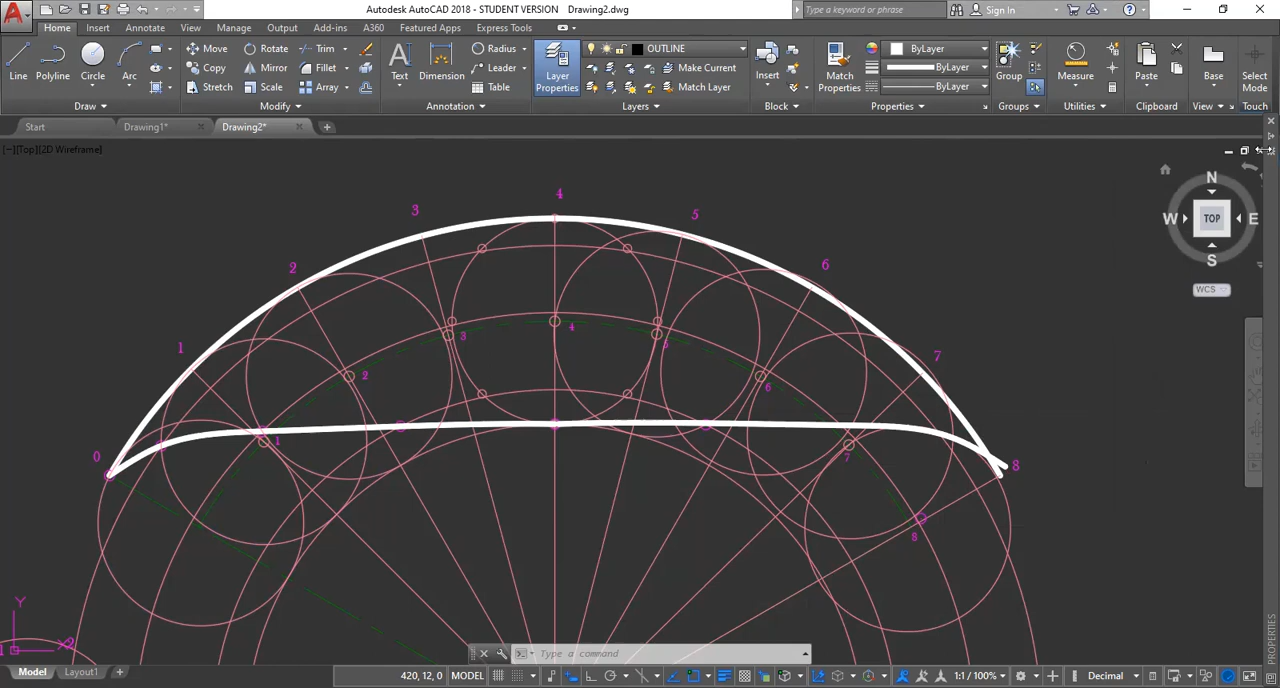 Autodesk AutoCAD 2018 - STUDENT VERSION Drawing2.dwg
Type a keyword or phrase
Sign In
Home Insert Annotate View Manage Output Add-ins A360 Featured Apps Express Tools
Line Polyline Circle Arc
Move Rotate Trim
Copy Mirror Fillet
Stretch Scale Array
Text Dimension
Radius
Leader
Table
Layer
Properties
OUTLINE
Make Current
Match Layer
Insert
Match
Properties
ByLayer
ByLayer
ByLayer
Group Measure Paste Base
Select
Mode
Draw Modify Annotation Layers Block Properties Groups Utilities Clipboard View Touch
Start Drawing1* Drawing2*
[−][Top][2D Wireframe]
N
W TOP E
S
WCS
0
1
2
3
4
5
6
7
8
1
2
3
4
5
6
7
8
Y
PROPERTIES
Type a command
Model Layout1
420, 12, 0 MODEL 1:1 / 100% Decimal